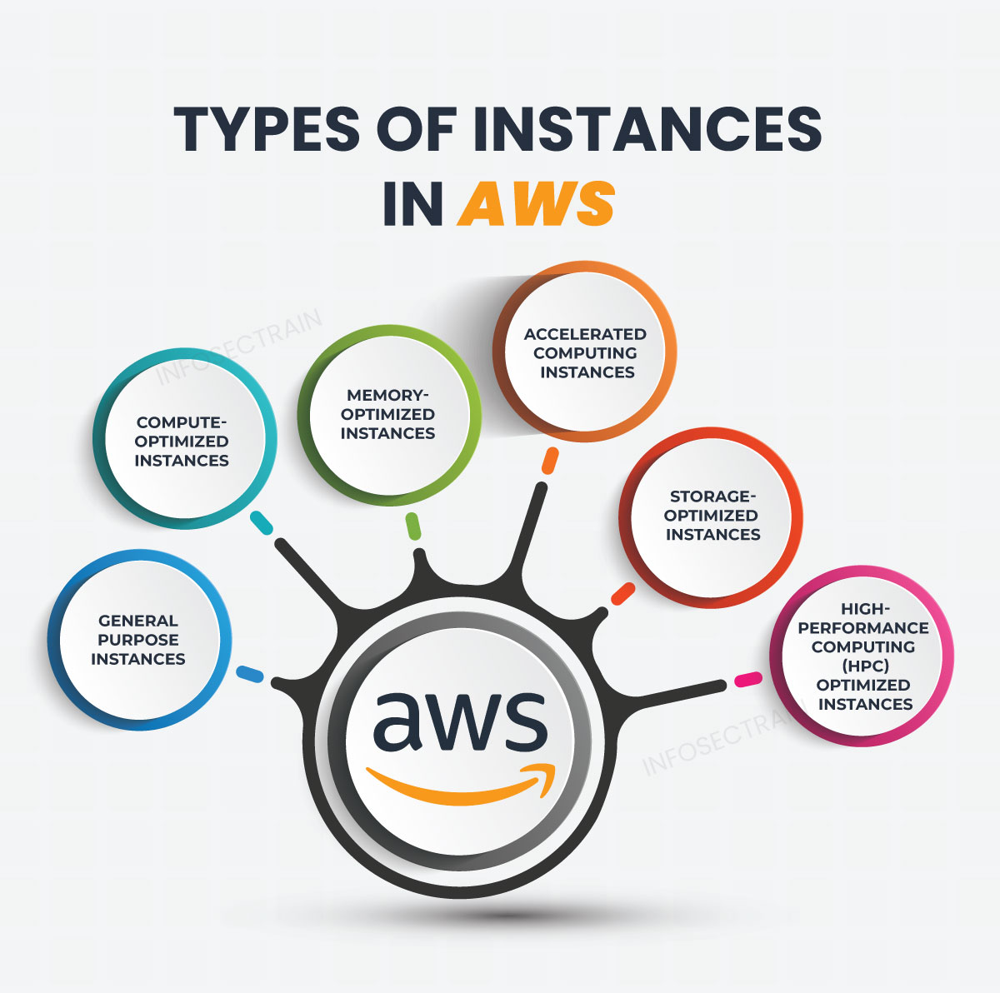 TYPES OF INSTANCES
IN AWS
INFOSECTRAIN
ACCELERATED
COMPUTING
INSTANCES
MEMORY-
OPTIMIZED
INSTANCES
COMPUTE-
OPTIMIZED
INSTANCES
STORAGE-
OPTIMIZED
INSTANCES
GENERAL
PURPOSE
INSTANCES
HIGH-
PERFORMANCE
COMPUTING
(HPC)
OPTIMIZED
INSTANCES
aws
INFOSECTRAIN